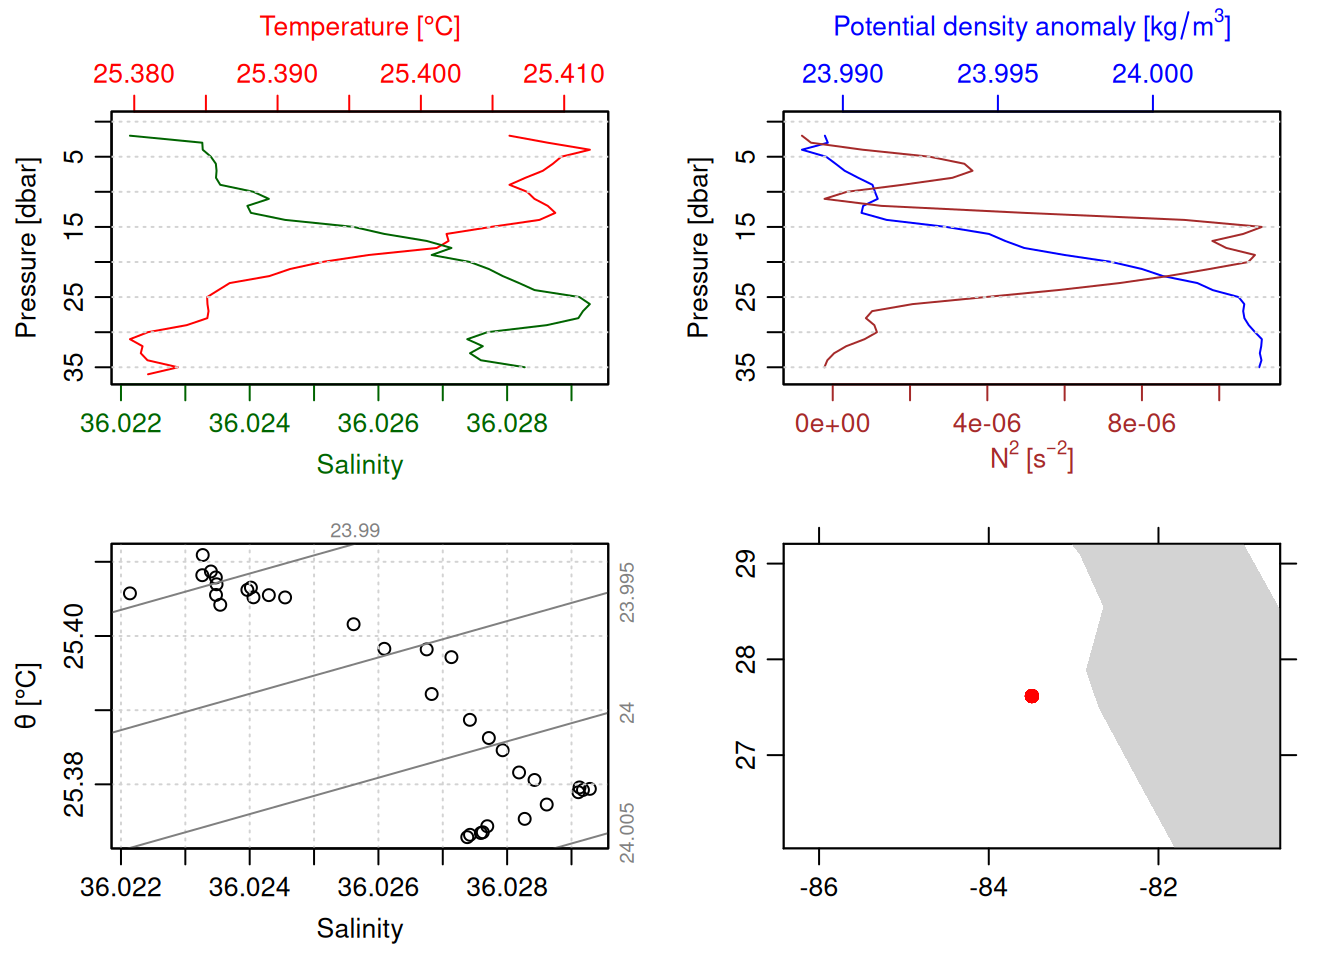 Temperature [°C]
25.380 25.390 25.400 25.410
Pressure [dbar]
5
15
25
35
36.022 36.024 36.026 36.028
Salinity
Potential density anomaly [kg/m³]
23.990 23.995 24.000
Pressure [dbar]
5
15
25
35
0e+00 4e-06 8e-06
N² [s⁻²]
23.99
23.995
24
24.005
θ [°C]
25.40
25.38
36.022 36.024 36.026 36.028
Salinity
29
28
27
-86 -84 -82